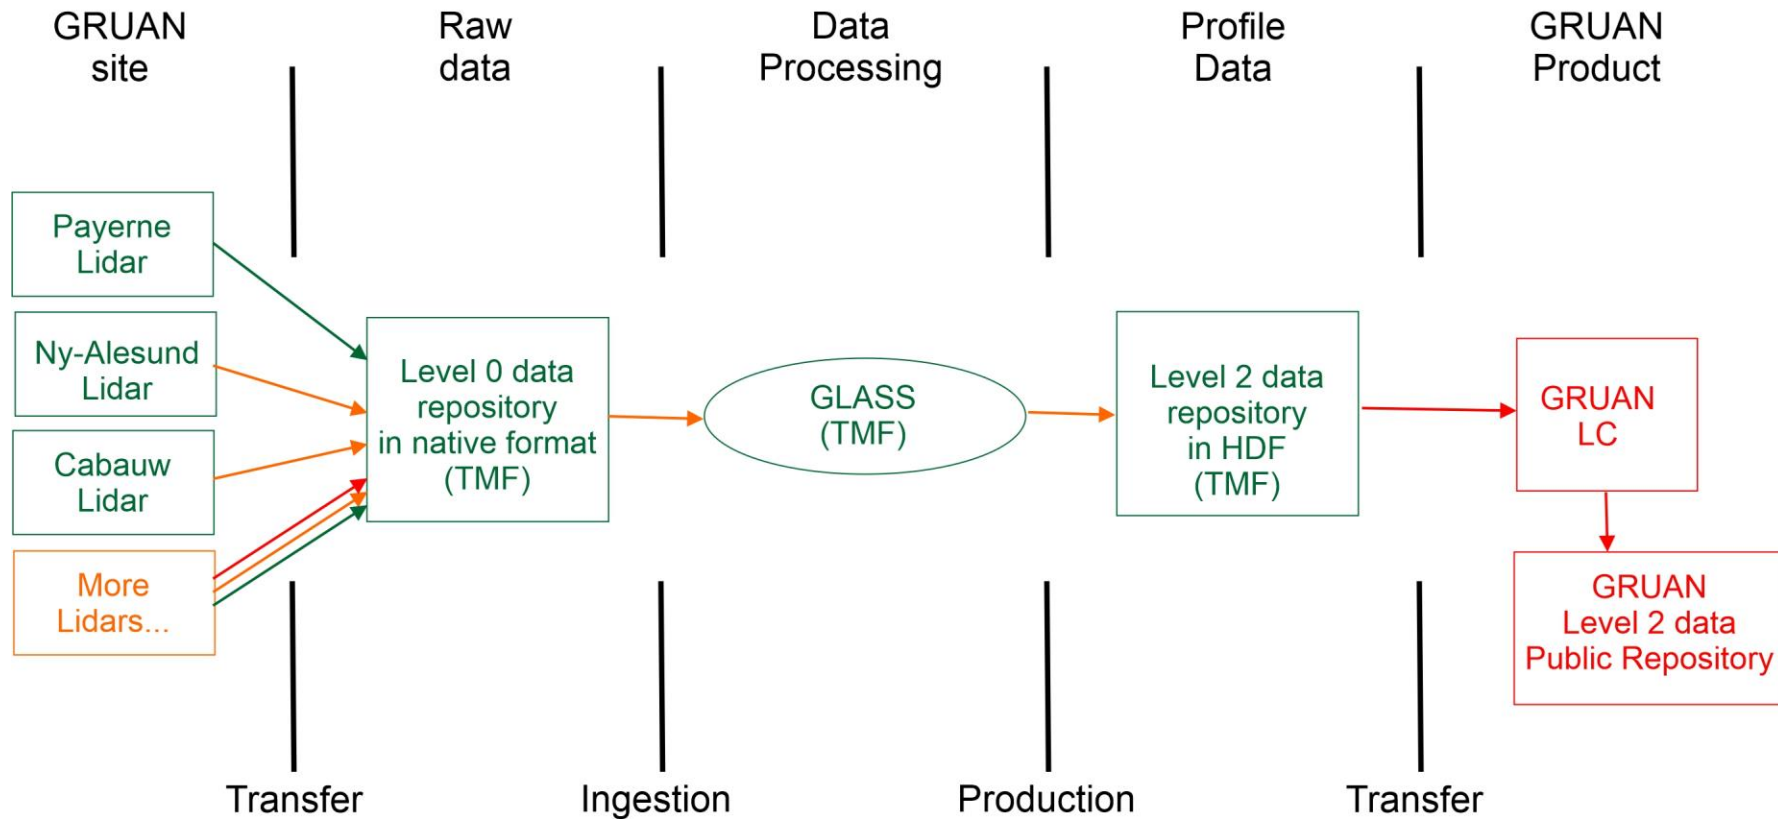 GRUAN
site
Raw
data
Data
Processing
Profile
Data
GRUAN
Product
Payerne
Lidar
Ny-Alesund
Lidar
Cabauw
Lidar
More
Lidars...
Level 0 data
repository
in native format
(TMF)
GLASS
(TMF)
Level 2 data
repository
in HDF
(TMF)
GRUAN
LC
GRUAN
Level 2 data
Public Repository
Transfer
Ingestion
Production
Transfer